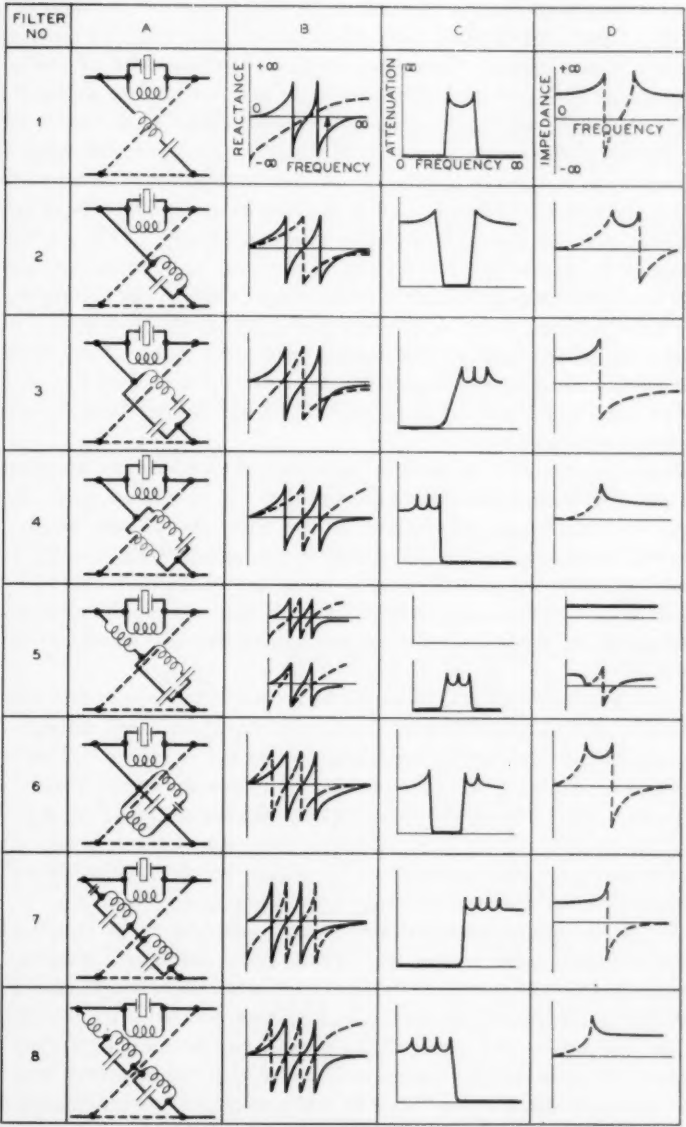 FILTER NO
A
B
C
D
1
REACTANCE
+∞
0
-∞
∞
FREQUENCY
ATTENUATION
∞
0
FREQUENCY
∞
IMPEDANCE
+∞
0
FREQUENCY
-∞
2
3
4
5
6
7
8